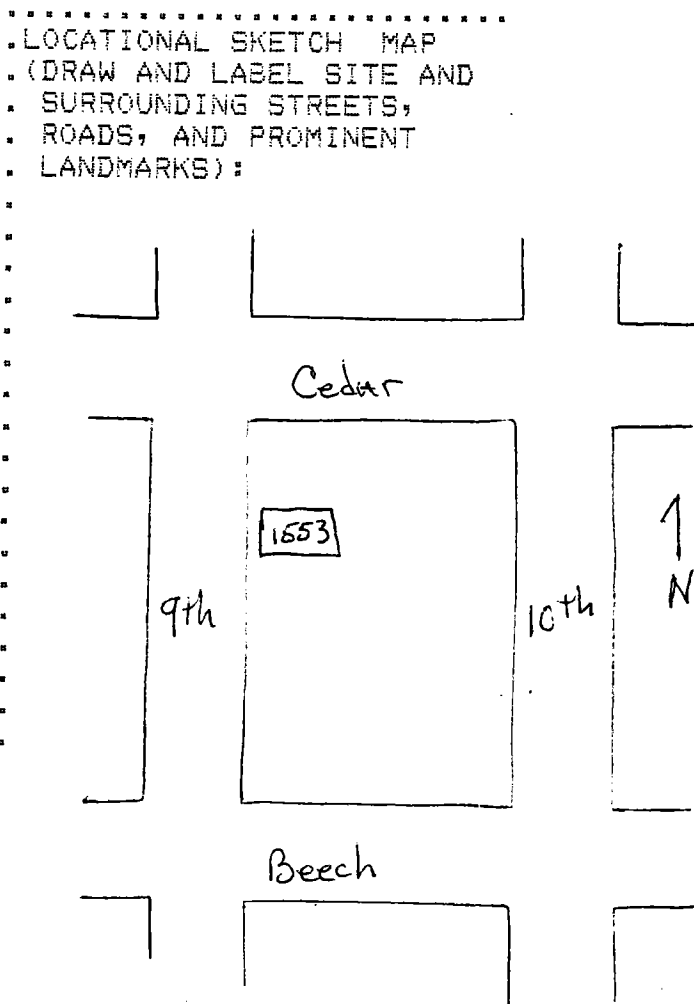 LOCATIONAL SKETCH MAP
(DRAW AND LABEL SITE AND
SURROUNDING STREETS,
ROADS, AND PROMINENT
LANDMARKS):
Cedar
1553
9th
10th
N
Beech